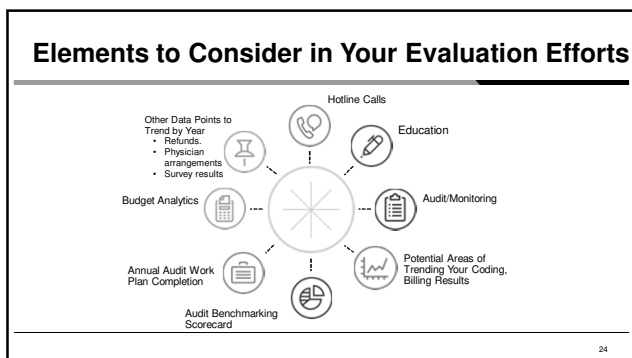 Elements to Consider in Your Evaluation Efforts
Hotline Calls
Other Data Points to
Trend by Year
• Refunds.
• Physician
arrangements
• Survey results
Education
Budget Analytics
Audit/Monitoring
Annual Audit Work
Plan Completion
Potential Areas of
Trending Your Coding,
Billing Results
Audit Benchmarking
Scorecard
24